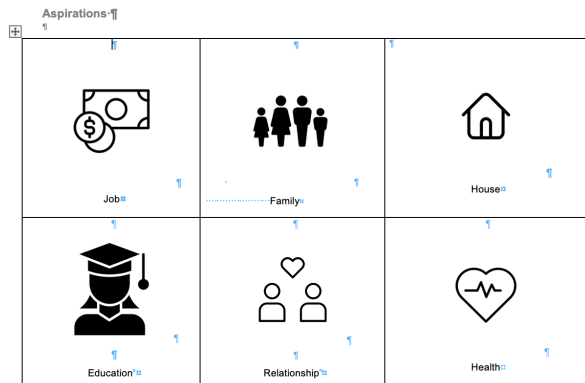 Aspirations
$
Job
Family
House
Education
Relationship
Health